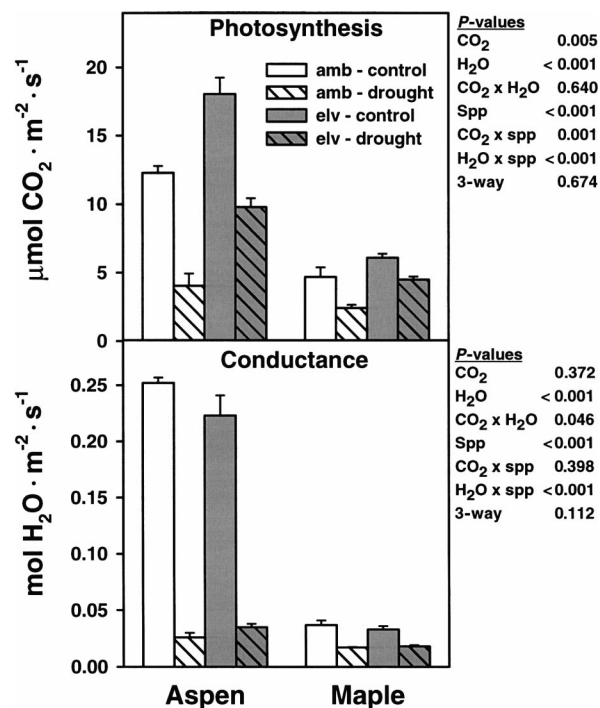 Photosynthesis
amb - control
amb - drought
elv - control
elv - drought
20
15
10
5
0
μmol CO₂ · m⁻² · s⁻¹
P-values
CO₂ 0.005
H₂O < 0.001
CO₂ x H₂O 0.640
Spp < 0.001
CO₂ x spp 0.001
H₂O x spp < 0.001
3-way 0.674
Conductance
0.25
0.20
0.15
0.10
0.05
0.00
mol H₂O · m⁻² · s⁻¹
P-values
CO₂ 0.372
H₂O < 0.001
CO₂ x H₂O 0.046
Spp < 0.001
CO₂ x spp 0.398
H₂O x spp < 0.001
3-way 0.112
Aspen Maple